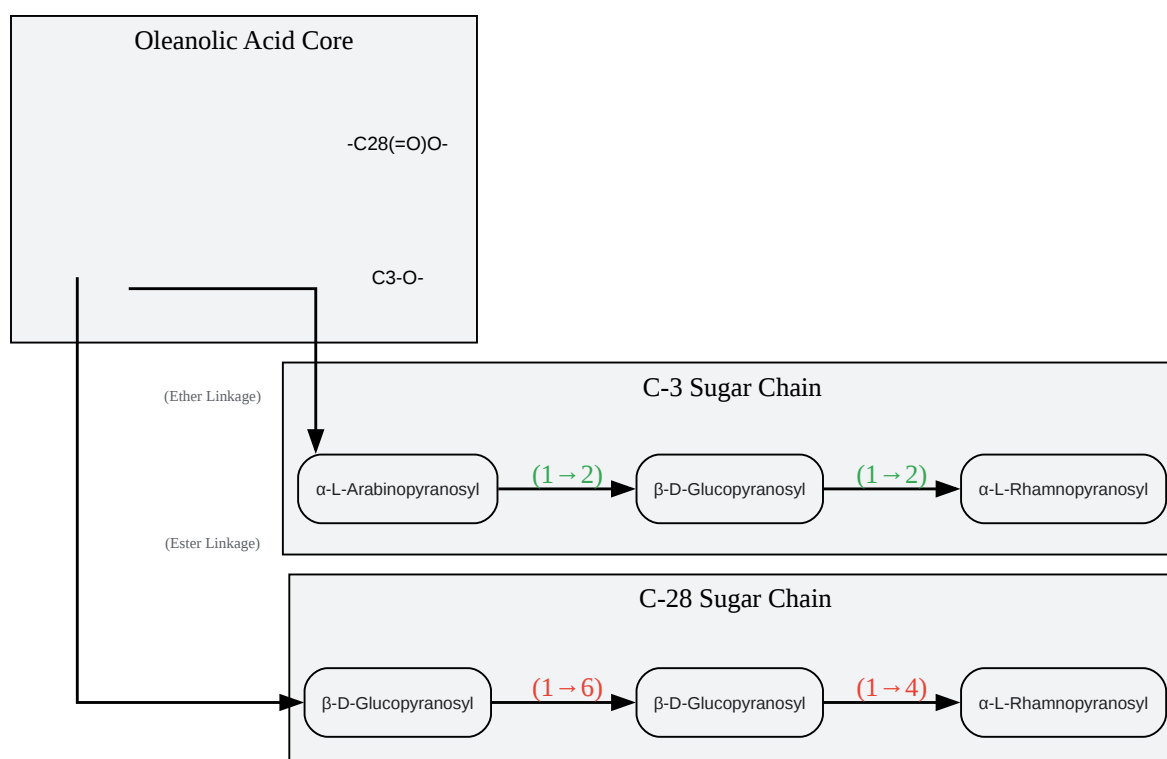 Oleanolic Acid Core
-C28(=O)O-
C3-O-
(Ether Linkage)
C-3 Sugar Chain
α-L-Arabinopyranosyl
(1→2)
β-D-Glucopyranosyl
(1→2)
α-L-Rhamnopyranosyl
(Ester Linkage)
C-28 Sugar Chain
β-D-Glucopyranosyl
(1→6)
β-D-Glucopyranosyl
(1→4)
α-L-Rhamnopyranosyl